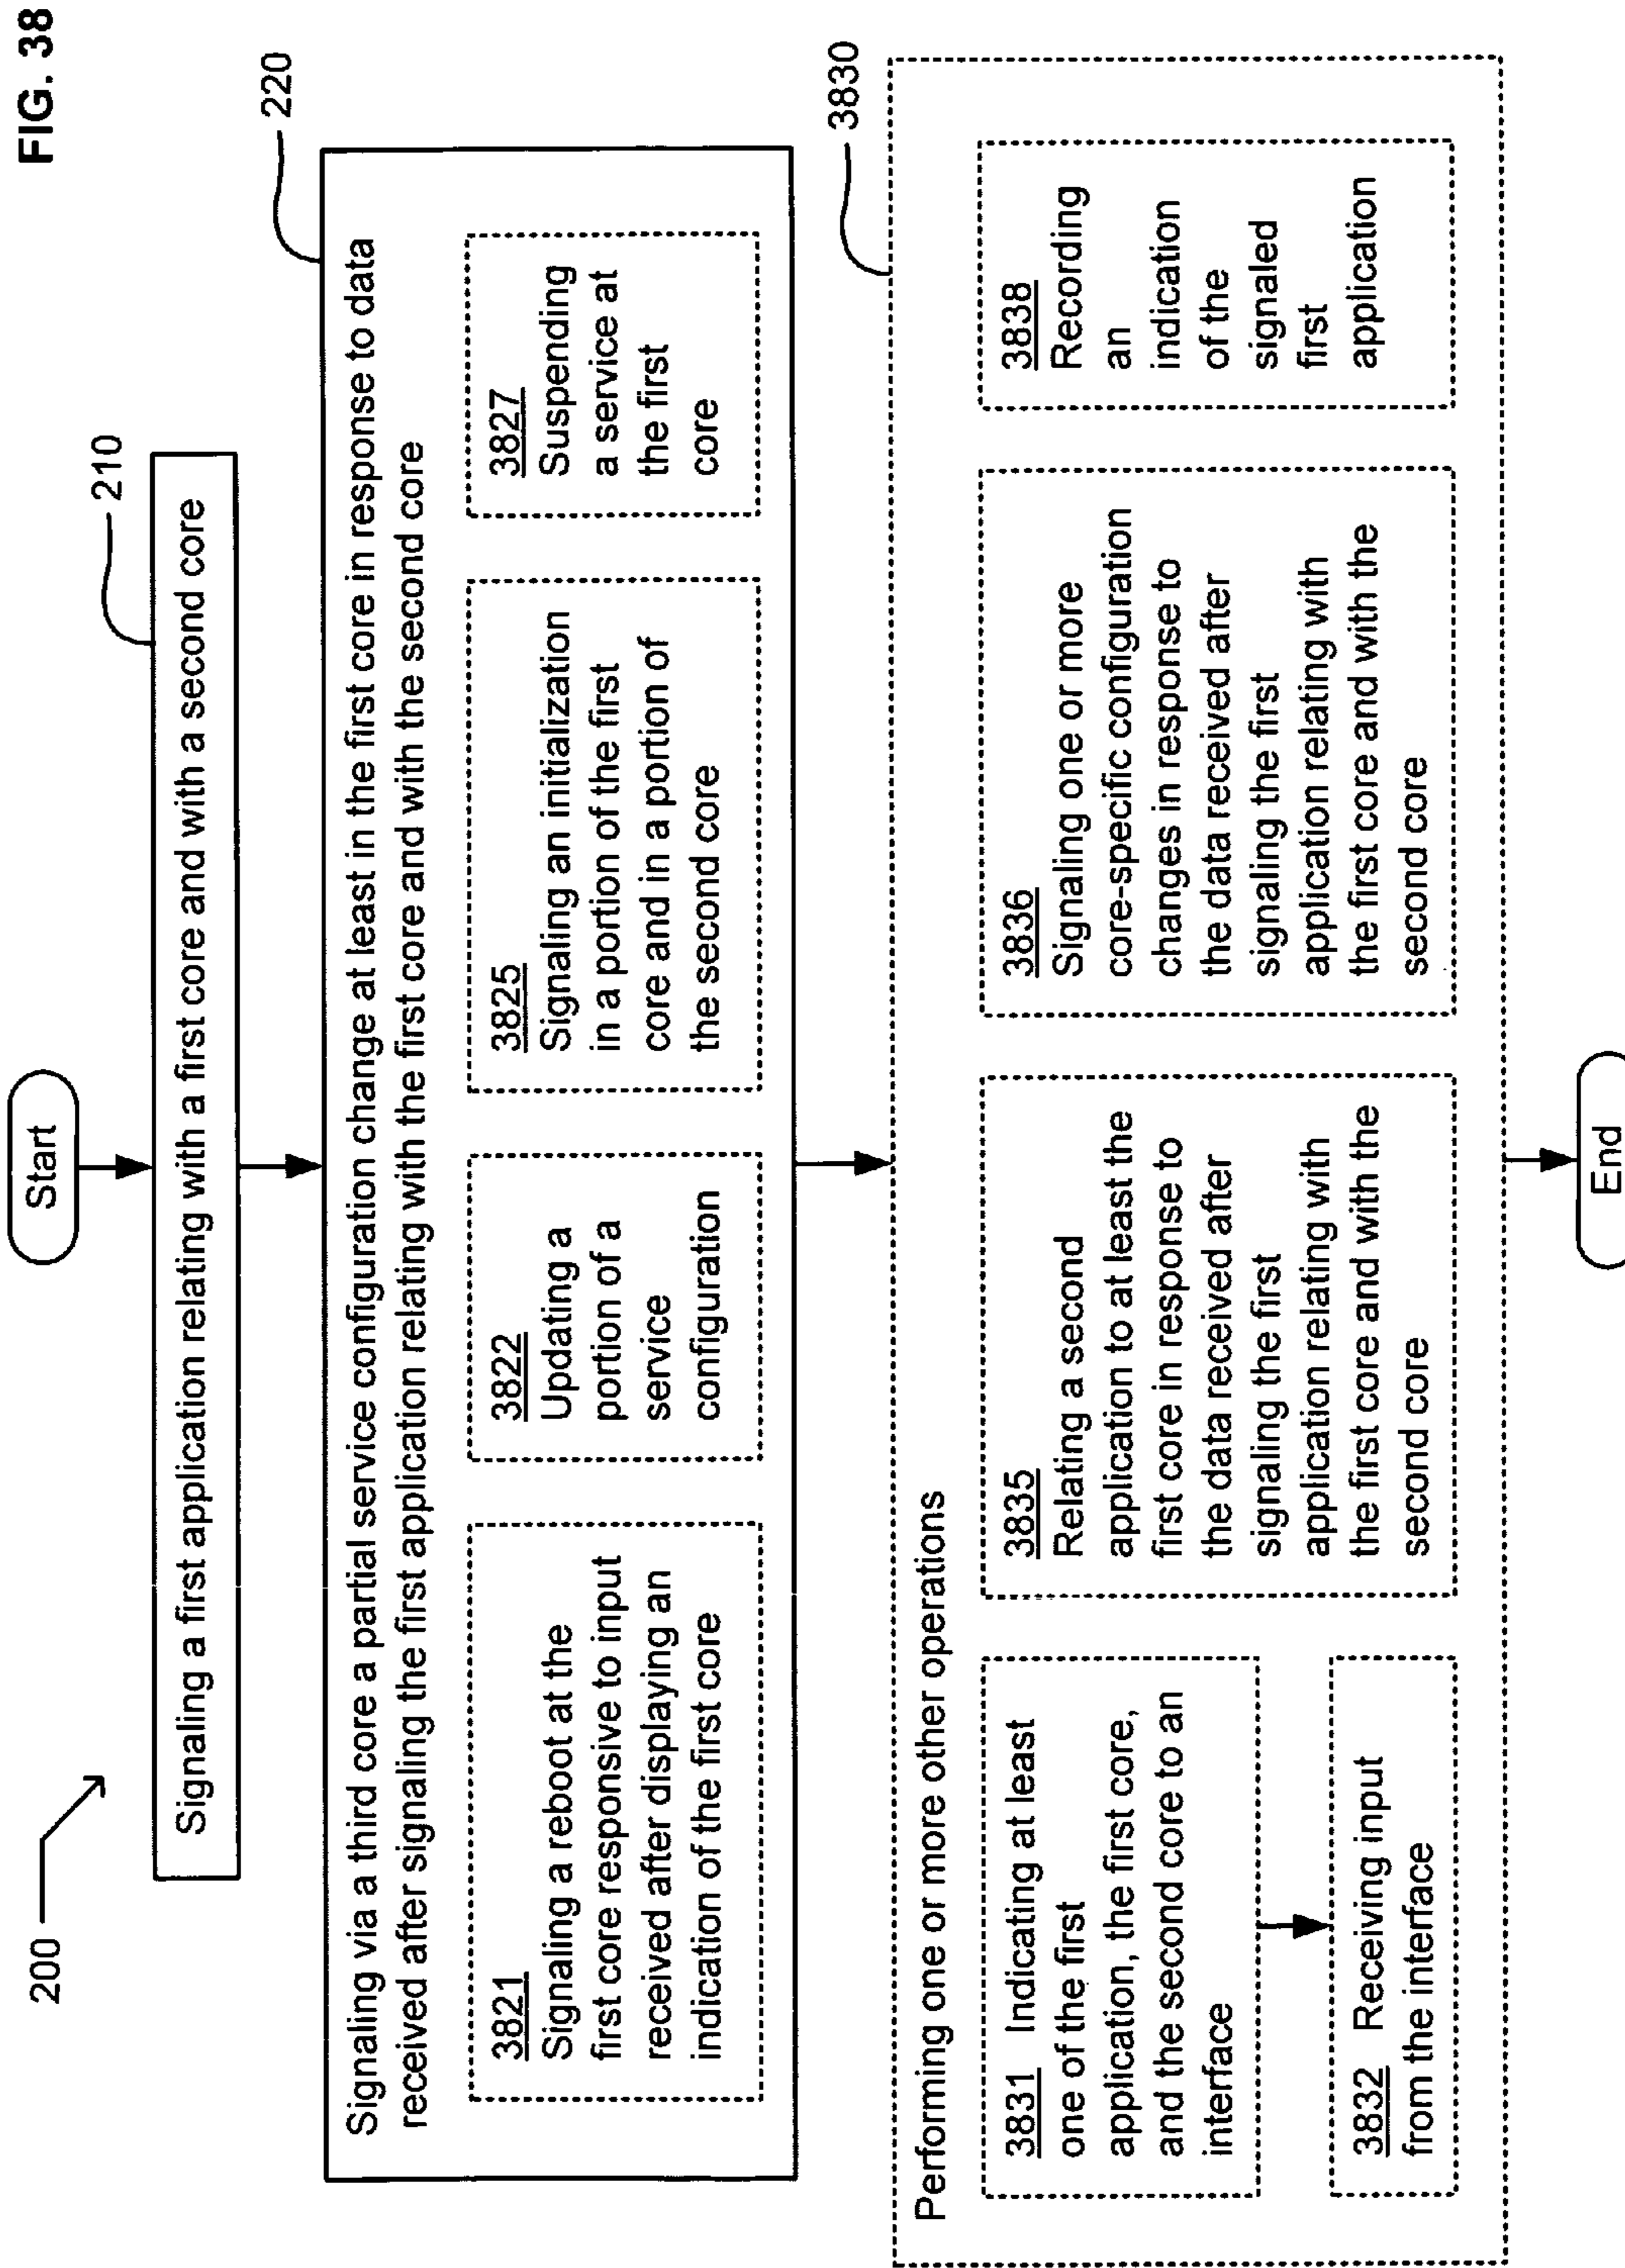 FIG. 38
200
Start
210
Signaling a first application relating with a first core and with a second core
220
Signaling via a third core a partial service configuration change at least in the first core in response to data
received after signaling the first application relating with the first core and with the second core
3821
Signaling a reboot at the
first core responsive to input
received after displaying an
indication of the first core
3822
Updating a
portion of a
service
configuration
3825
Signaling an initialization
in a portion of the first
core and in a portion of
the second core
3827
Suspending
a service at
the first
core
3830
Performing one or more other operations
3831 Indicating at least
one of the first
application, the first core,
and the second core to an
interface
3832 Receiving input
from the interface
3835
Relating a second
application to at least the
first core in response to
the data received after
signaling the first
application relating with
the first core and with the
second core
3836
Signaling one or more
core-specific configuration
changes in response to
the data received after
signaling the first
application relating with
the first core and with the
second core
3838
Recording
an
indication
of the
signaled
first
application
End